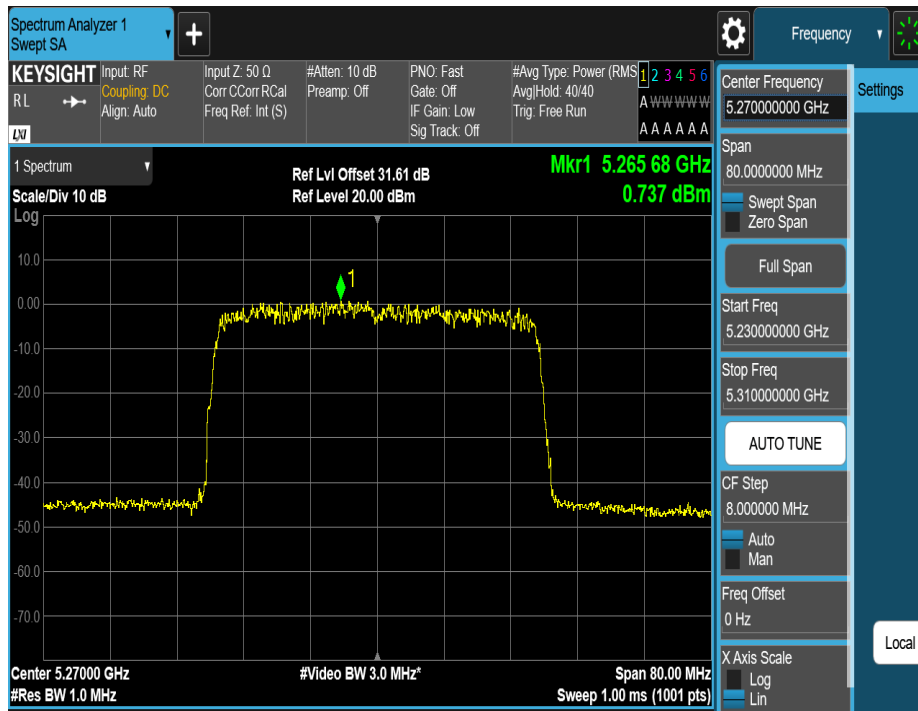 Spectrum Analyzer 1
Swept SA
+
Frequency
KEYSIGHT
RL
LXI
Input: RF
Coupling: DC
Align: Auto
Input Z: 50 Ω
Corr CCorr RCal
Freq Ref: Int (S)
#Atten: 10 dB
Preamp: Off
PNO: Fast
Gate: Off
IF Gain: Low
Sig Track: Off
#Avg Type: Power (RMS
Avg|Hold: 40/40
Trig: Free Run
1 2 3 4 5 6
A W W W W W
A A A A A A
1 Spectrum
Scale/Div 10 dB
Log
Ref Lvl Offset 31.61 dB
Ref Level 20.00 dBm
Mkr1 5.265 68 GHz
0.737 dBm
1
10.0
0.00
-10.0
-20.0
-30.0
-40.0
-50.0
-60.0
-70.0
Center 5.27000 GHz
#Res BW 1.0 MHz
#Video BW 3.0 MHz*
Span 80.00 MHz
Sweep 1.00 ms (1001 pts)
Center Frequency
5.270000000 GHz
Span
80.0000000 MHz
Swept Span
Zero Span
Full Span
Start Freq
5.230000000 GHz
Stop Freq
5.310000000 GHz
AUTO TUNE
CF Step
8.000000 MHz
Auto
Man
Freq Offset
0 Hz
X Axis Scale
Log
Lin
Settings
Local